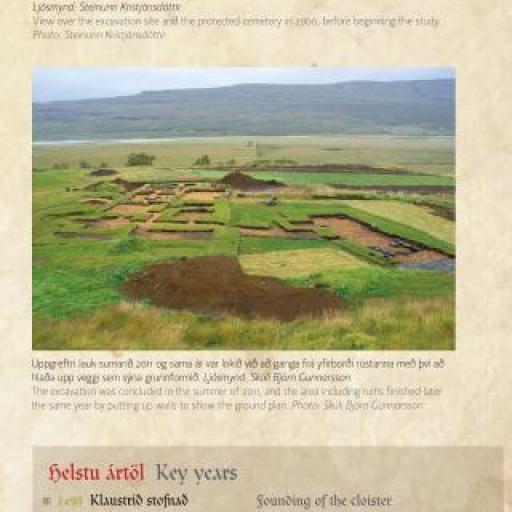 Ljósmynd: Steinunn Kristjánsdóttir
View over the excavation site and the protected cemetery in 2000, before beginning the study.
Photo: Steinunn Kristjánsdóttir
Uppgreftri lauk sumarið 2011 og sama ár var lokið við að ganga frá yfirborði rústanna með því að
hlaða upp veggi sem sýna grunnformið. Ljósmynd: Skúli Björn Gunnarsson
The excavation was concluded in the summer of 2011, and the area including ruins finished later
the same year by putting up walls to show the ground plan. Photo: Skúli Björn Gunnarsson
Helstu ártöl Key years
1493 Klaustrið stofnað Founding of the cloister